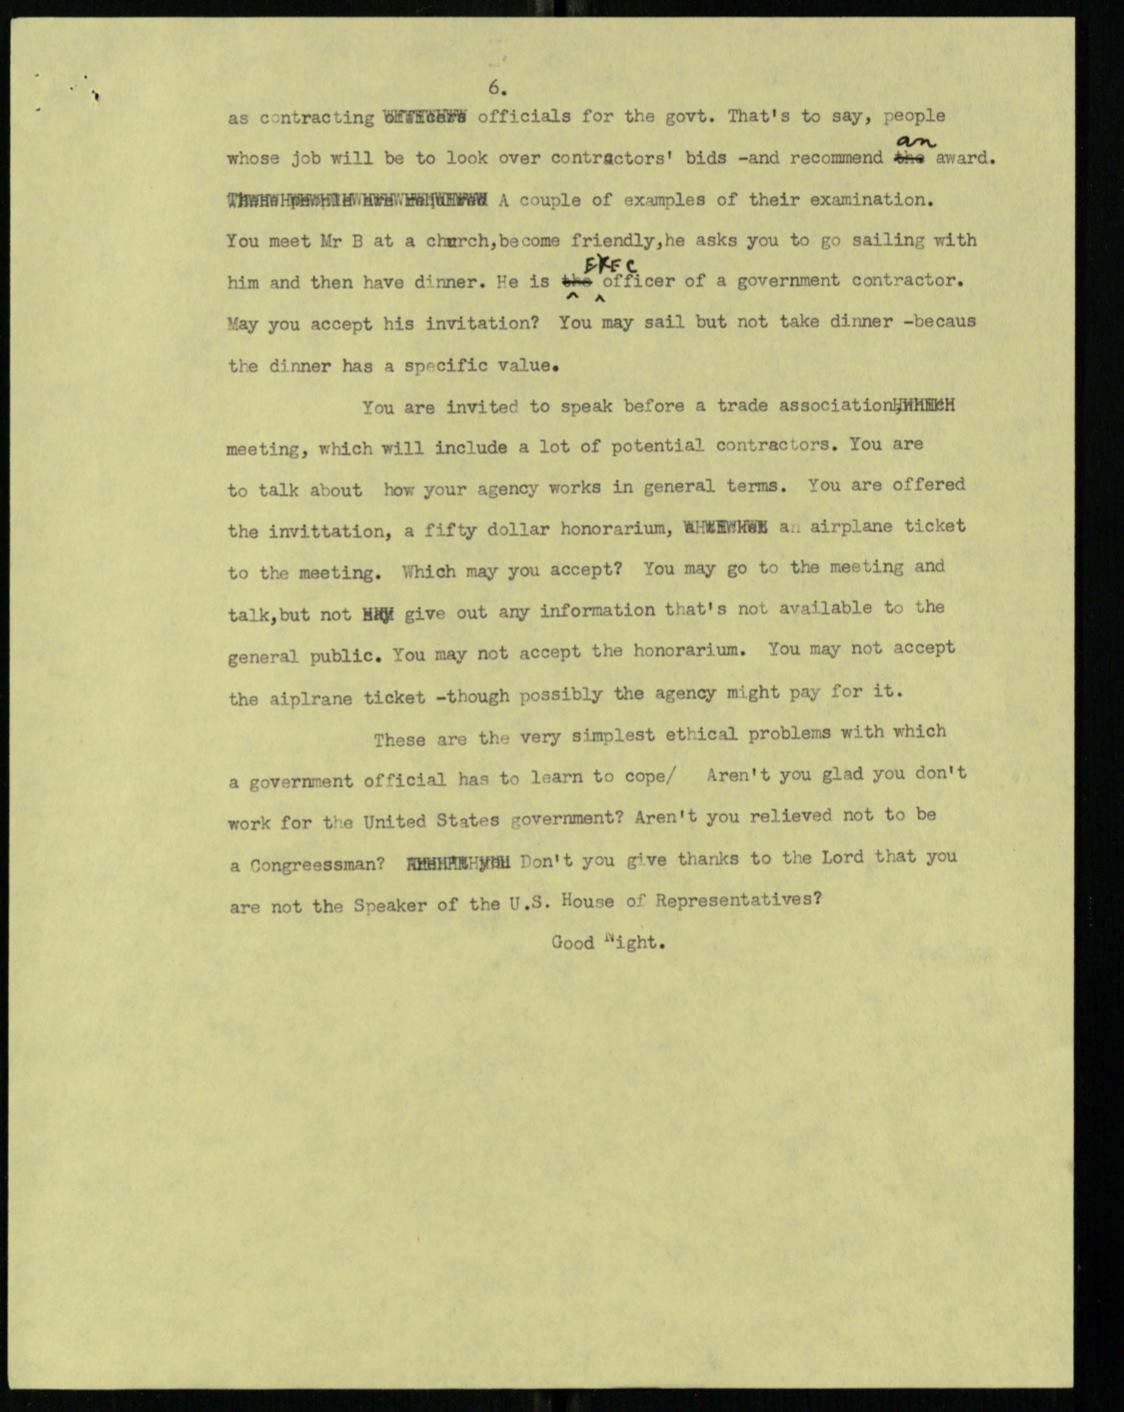 6.
as contracting officials for the govt. That's to say, people
an
whose job will be to look over contractors' bids -and recommend the award.
A couple of examples of their examination.
You meet Mr B at a church,become friendly,he asks you to go sailing with
EXEC
him and then have dinner. He is the officer of a government contractor.
May you accept his invitation? You may sail but not take dinner -becaus
the dinner has a specific value.
You are invited to speak before a trade association,
meeting, which will include a lot of potential contractors. You are
to talk about how your agency works in general terms. You are offered
the invittation, a fifty dollar honorarium, an airplane ticket
to the meeting. Which may you accept? You may go to the meeting and
talk,but not give out any information that's not available to the
general public. You may not accept the honorarium. You may not accept
the aiplrane ticket -though possibly the agency might pay for it.
These are the very simplest ethical problems with which
a government official has to learn to cope/ Aren't you glad you don't
work for the United States government? Aren't you relieved not to be
a Congreessman? Don't you give thanks to the Lord that you
are not the Speaker of the U.S. House of Representatives?
Good Night.